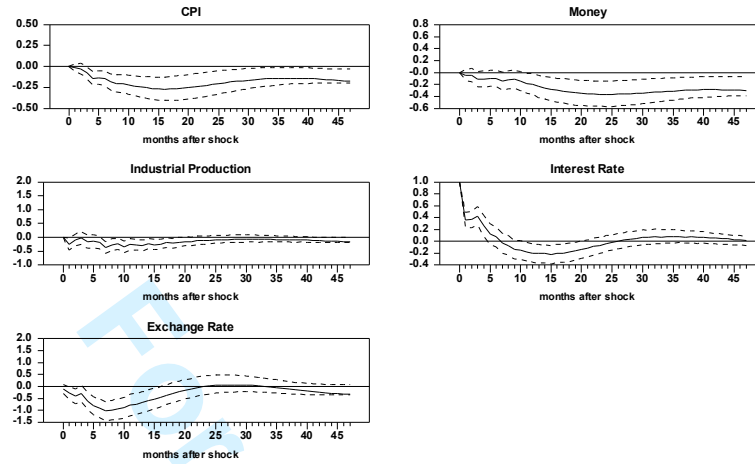 CPI
0.50
0.25
0.00
-0.25
-0.50
0 5 10 15 20 25 30 35 40 45
months after shock
Money
0.8
0.6
0.4
0.2
-0.0
-0.2
-0.4
-0.6
0 5 10 15 20 25 30 35 40 45
months after shock
Industrial Production
2.0
1.5
1.0
0.5
0.0
-0.5
-1.0
0 5 10 15 20 25 30 35 40 45
months after shock
Interest Rate
1.0
0.8
0.6
0.4
0.2
0.0
-0.2
-0.4
0 5 10 15 20 25 30 35 40 45
months after shock
Exchange Rate
2.0
1.5
1.0
0.5
0.0
-0.5
-1.0
-1.5
0 5 10 15 20 25 30 35 40 45
months after shock
For